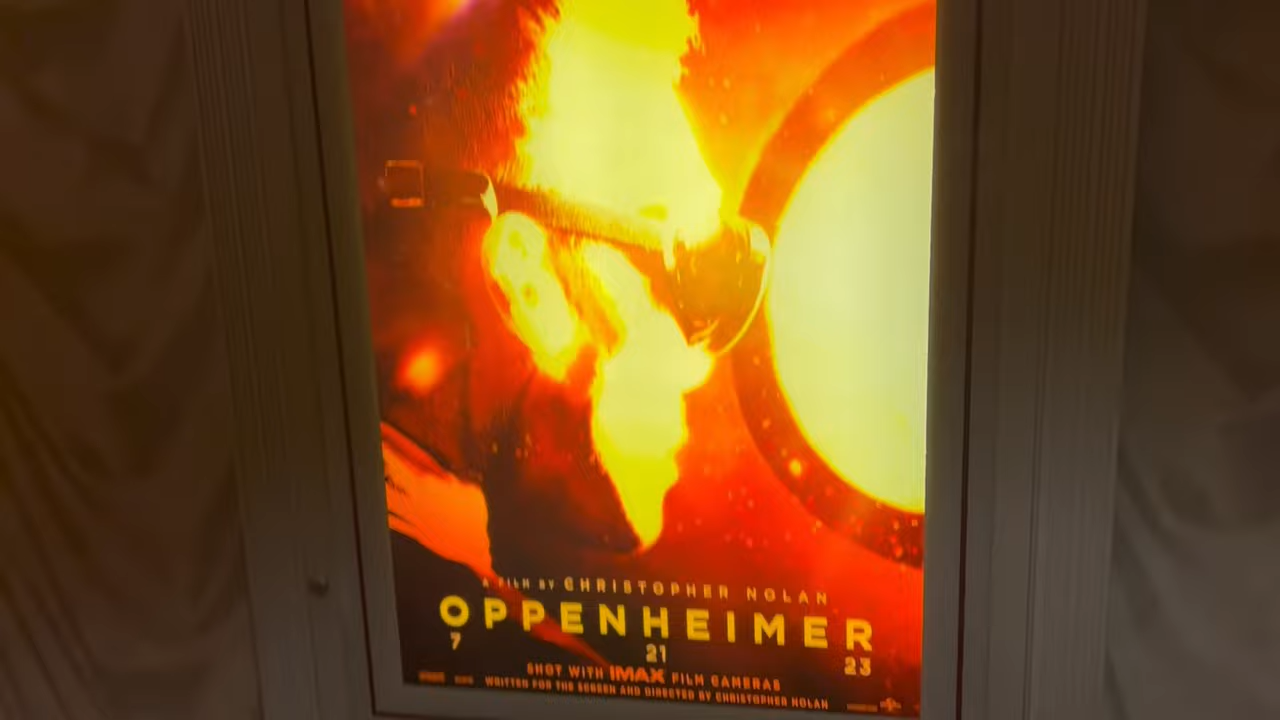 A FILM BY CHRISTOPHER NOLAN
OPPENHEIMER
7 21 23
SHOT WITH IMAX FILM CAMERAS
WRITTEN FOR THE SCREEN AND DIRECTED BY CHRISTOPHER NOLAN